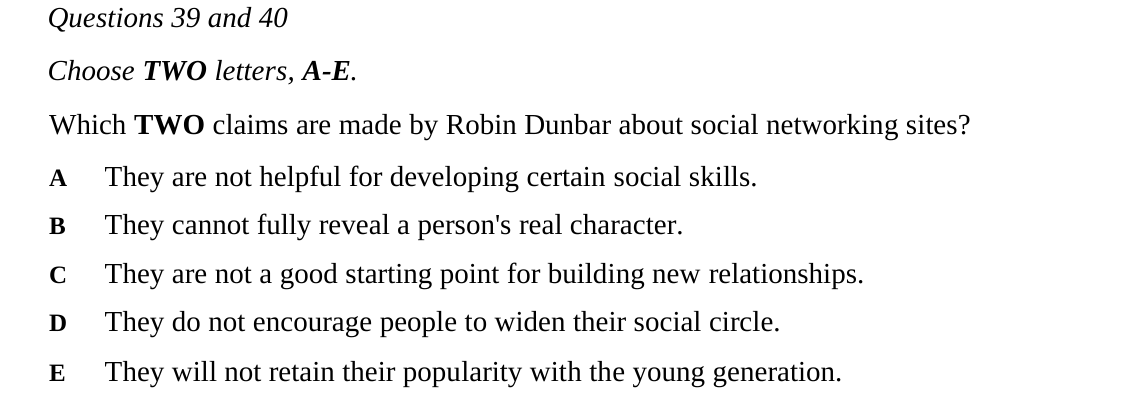 Questions 39 and 40
Choose TWO letters, A-E.
Which TWO claims are made by Robin Dunbar about social networking sites?
A They are not helpful for developing certain social skills.
B They cannot fully reveal a person's real character.
C They are not a good starting point for building new relationships.
D They do not encourage people to widen their social circle.
E They will not retain their popularity with the young generation.